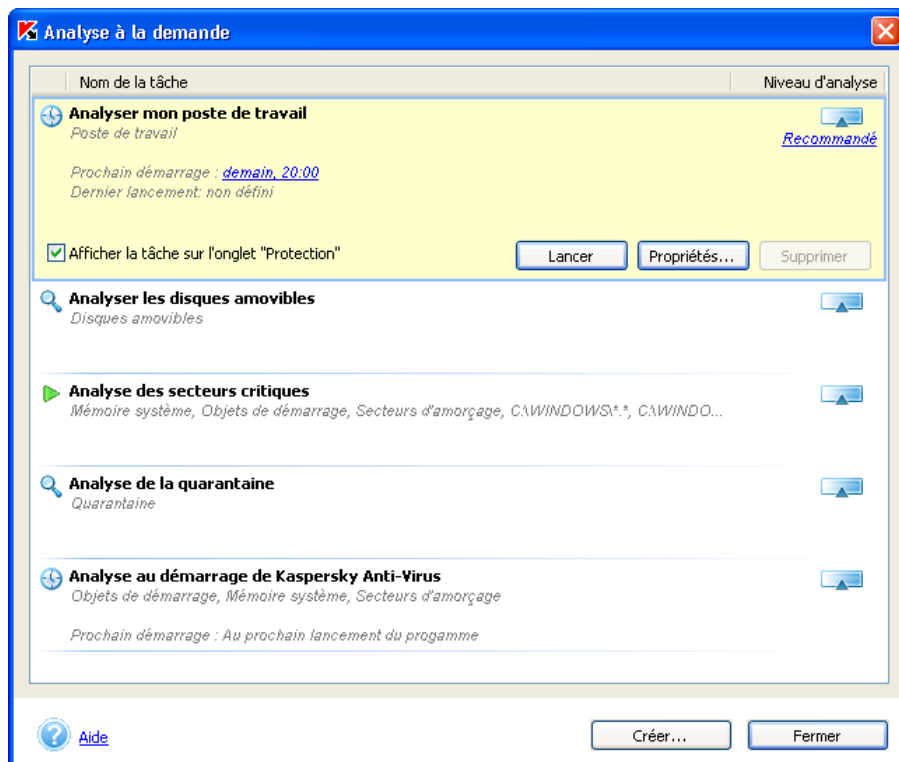 Analyse à la demande
Nom de la tâche Niveau d'analyse
Analyser mon poste de travail
Poste de travail
Recommandé
Prochain démarrage : demain, 20:00
Dernier lancement: non défini
Afficher la tâche sur l'onglet "Protection" Lancer Propriétés... Supprimer
Analyser les disques amovibles
Disques amovibles
Analyse des secteurs critiques
Mémoire système, Objets de démarrage, Secteurs d'amorçage, C:\WINDOWS\*.*, C:\WINDO...
Analyse de la quarantaine
Quarantaine
Analyse au démarrage de Kaspersky Anti-Virus
Objets de démarrage, Mémoire système, Secteurs d'amorçage
Prochain démarrage : Au prochain lancement du progamme
Aide Créer... Fermer